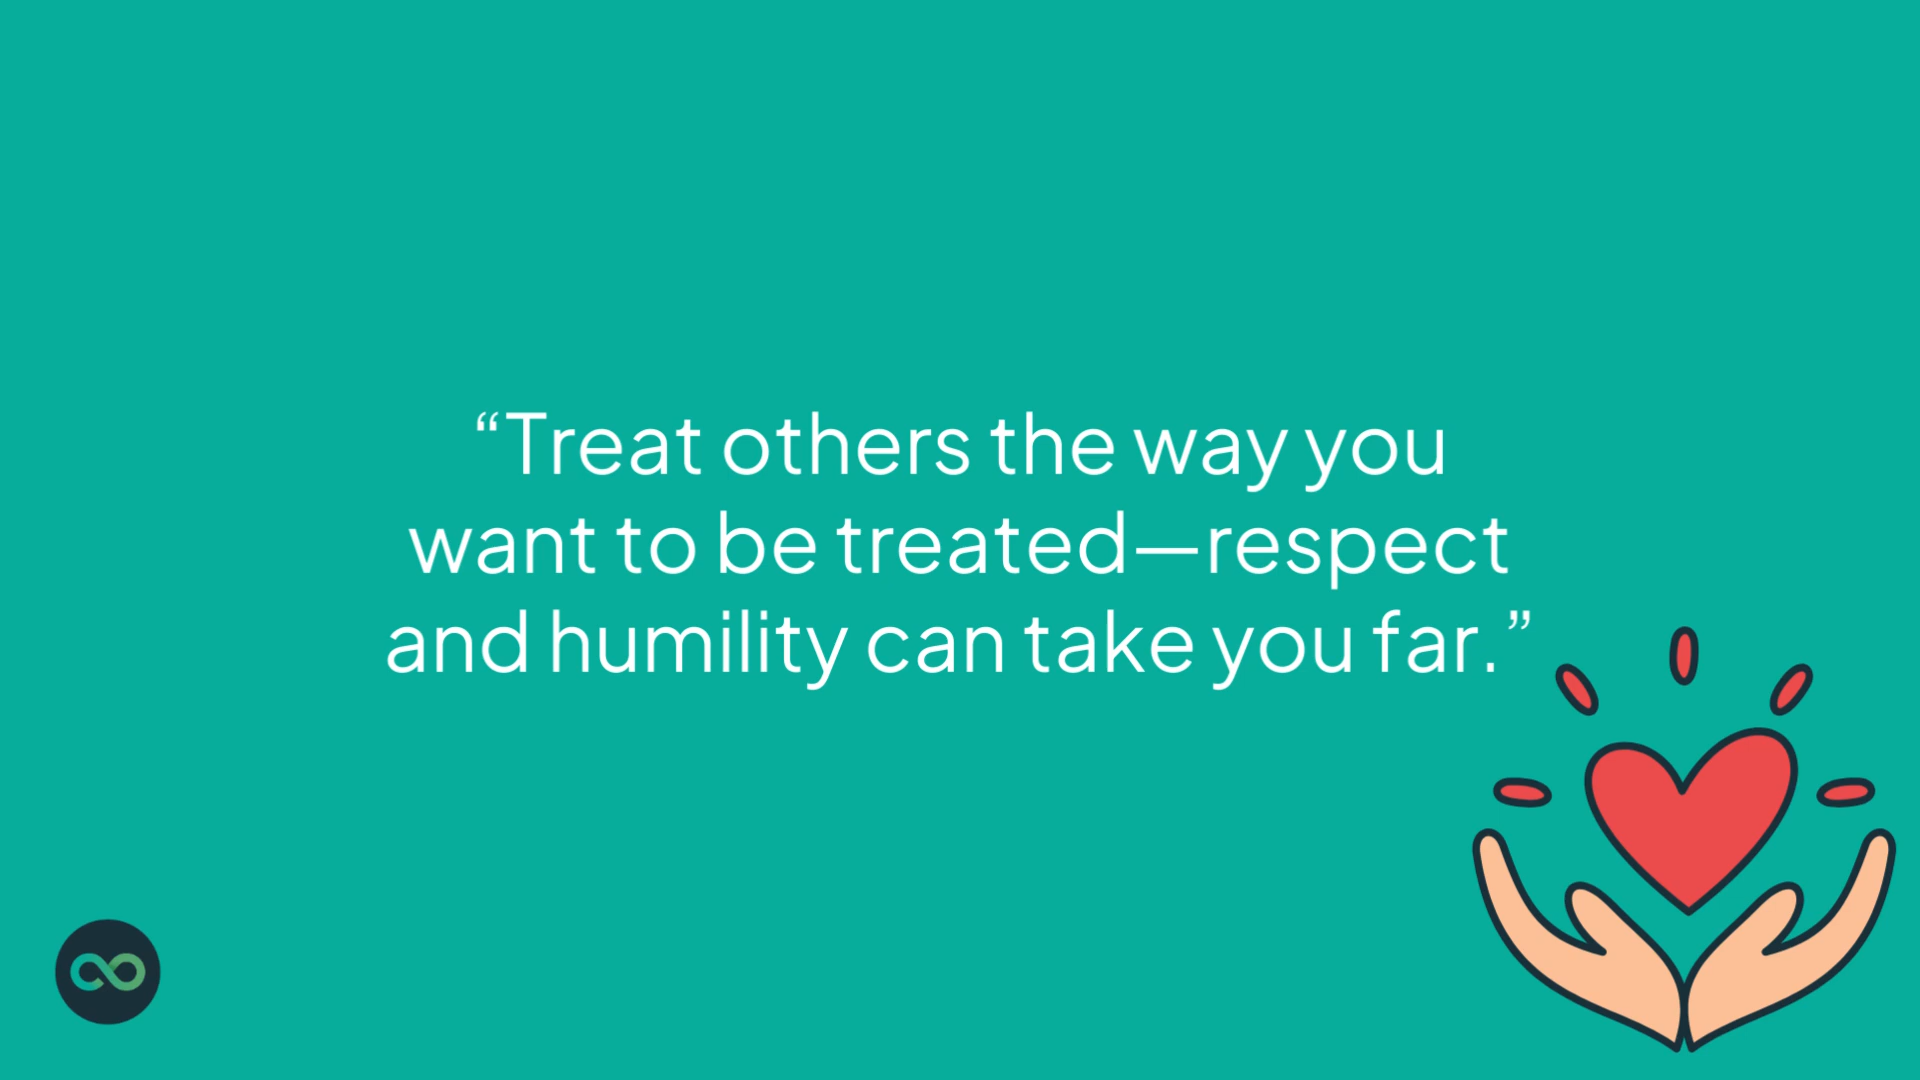 “Treat others the way you
want to be treated—respect
and humility can take you far.”